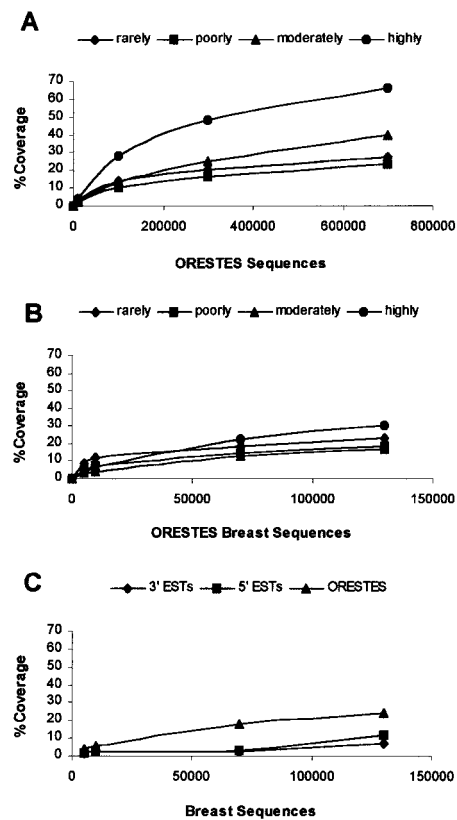 A
rarely poorly moderately highly
70
60
50
40
30
20
10
0
%Coverage
0 200000 400000 600000 800000
ORESTES Sequences
B
rarely poorly moderately highly
70
60
50
40
30
20
10
0
%Coverage
0 50000 100000 150000
ORESTES Breast Sequences
C
3' ESTs 5' ESTs ORESTES
70
60
50
40
30
20
10
0
%Coverage
0 50000 100000 150000
Breast Sequences